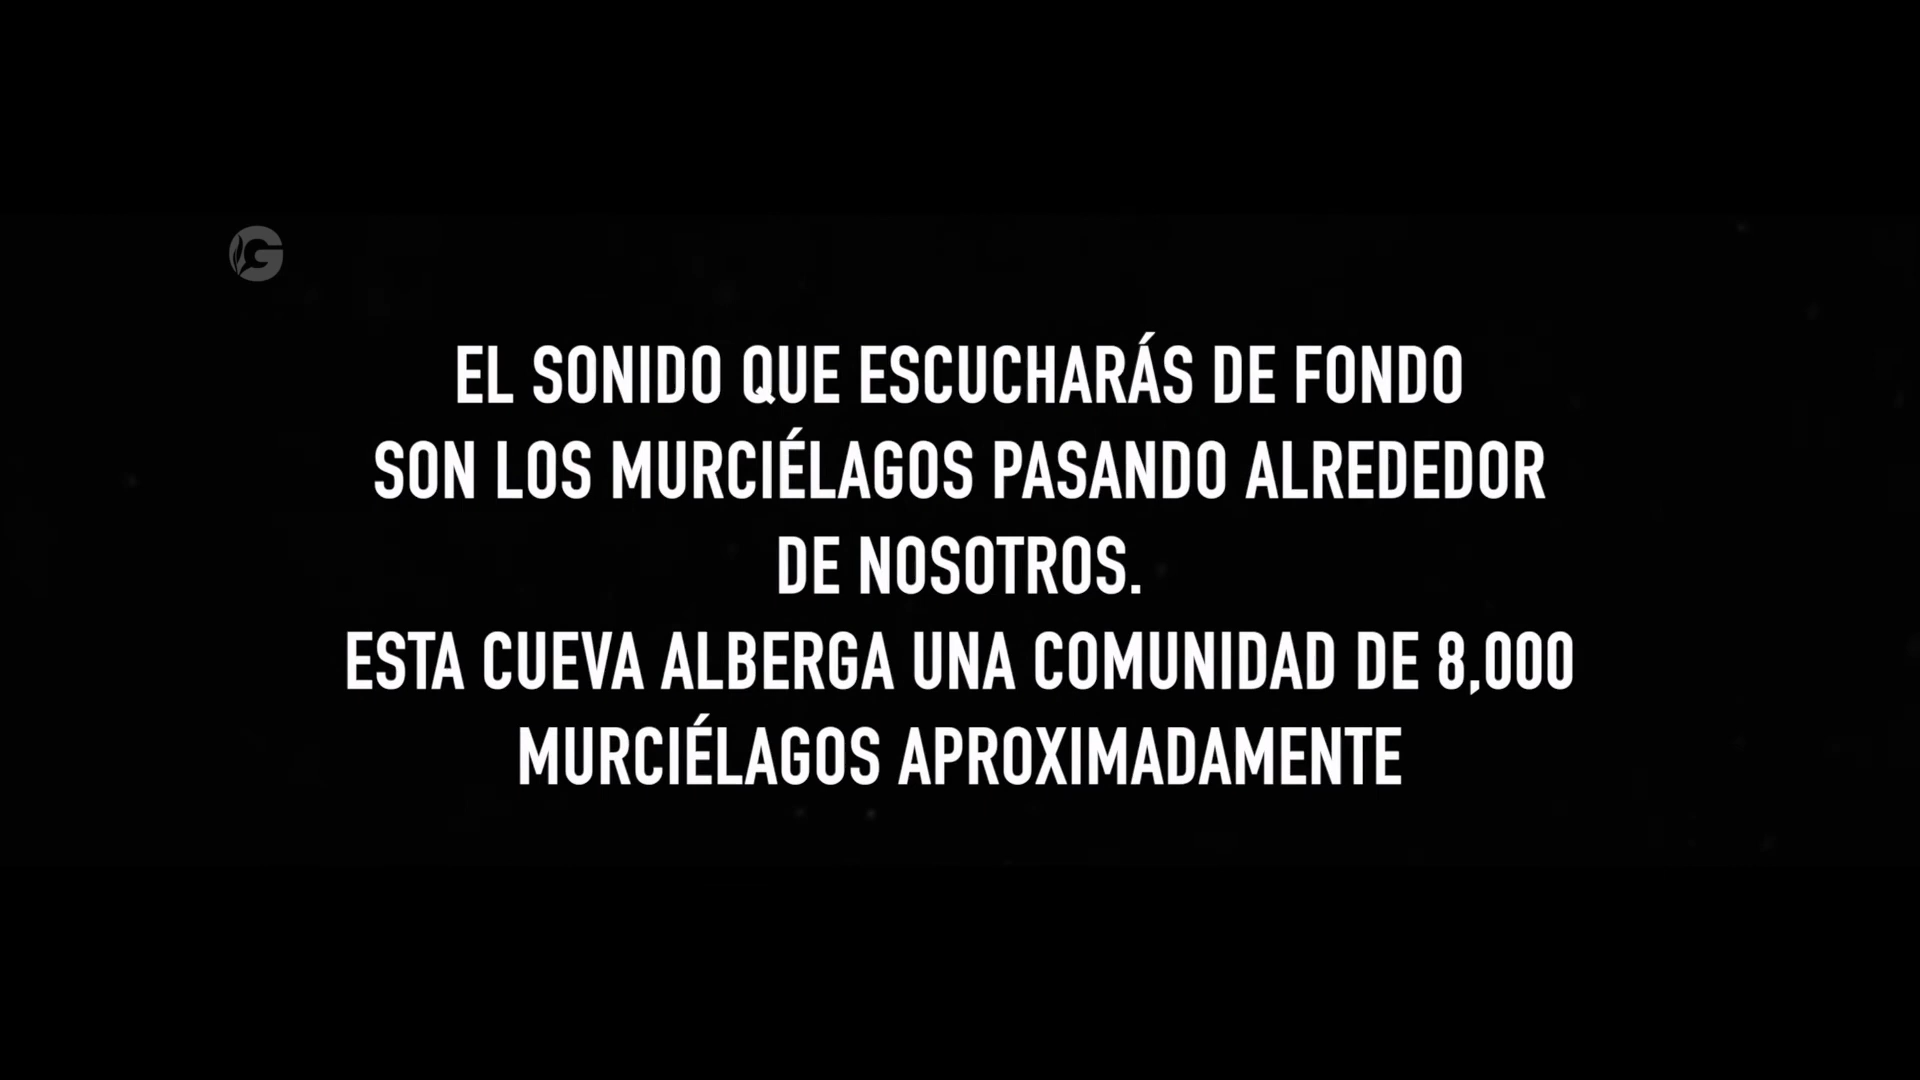 G
EL SONIDO QUE ESCUCHARÁS DE FONDO
SON LOS MURCIÉLAGOS PASANDO ALREDEDOR
DE NOSOTROS.
ESTA CUEVA ALBERGA UNA COMUNIDAD DE 8,000
MURCIÉLAGOS APROXIMADAMENTE